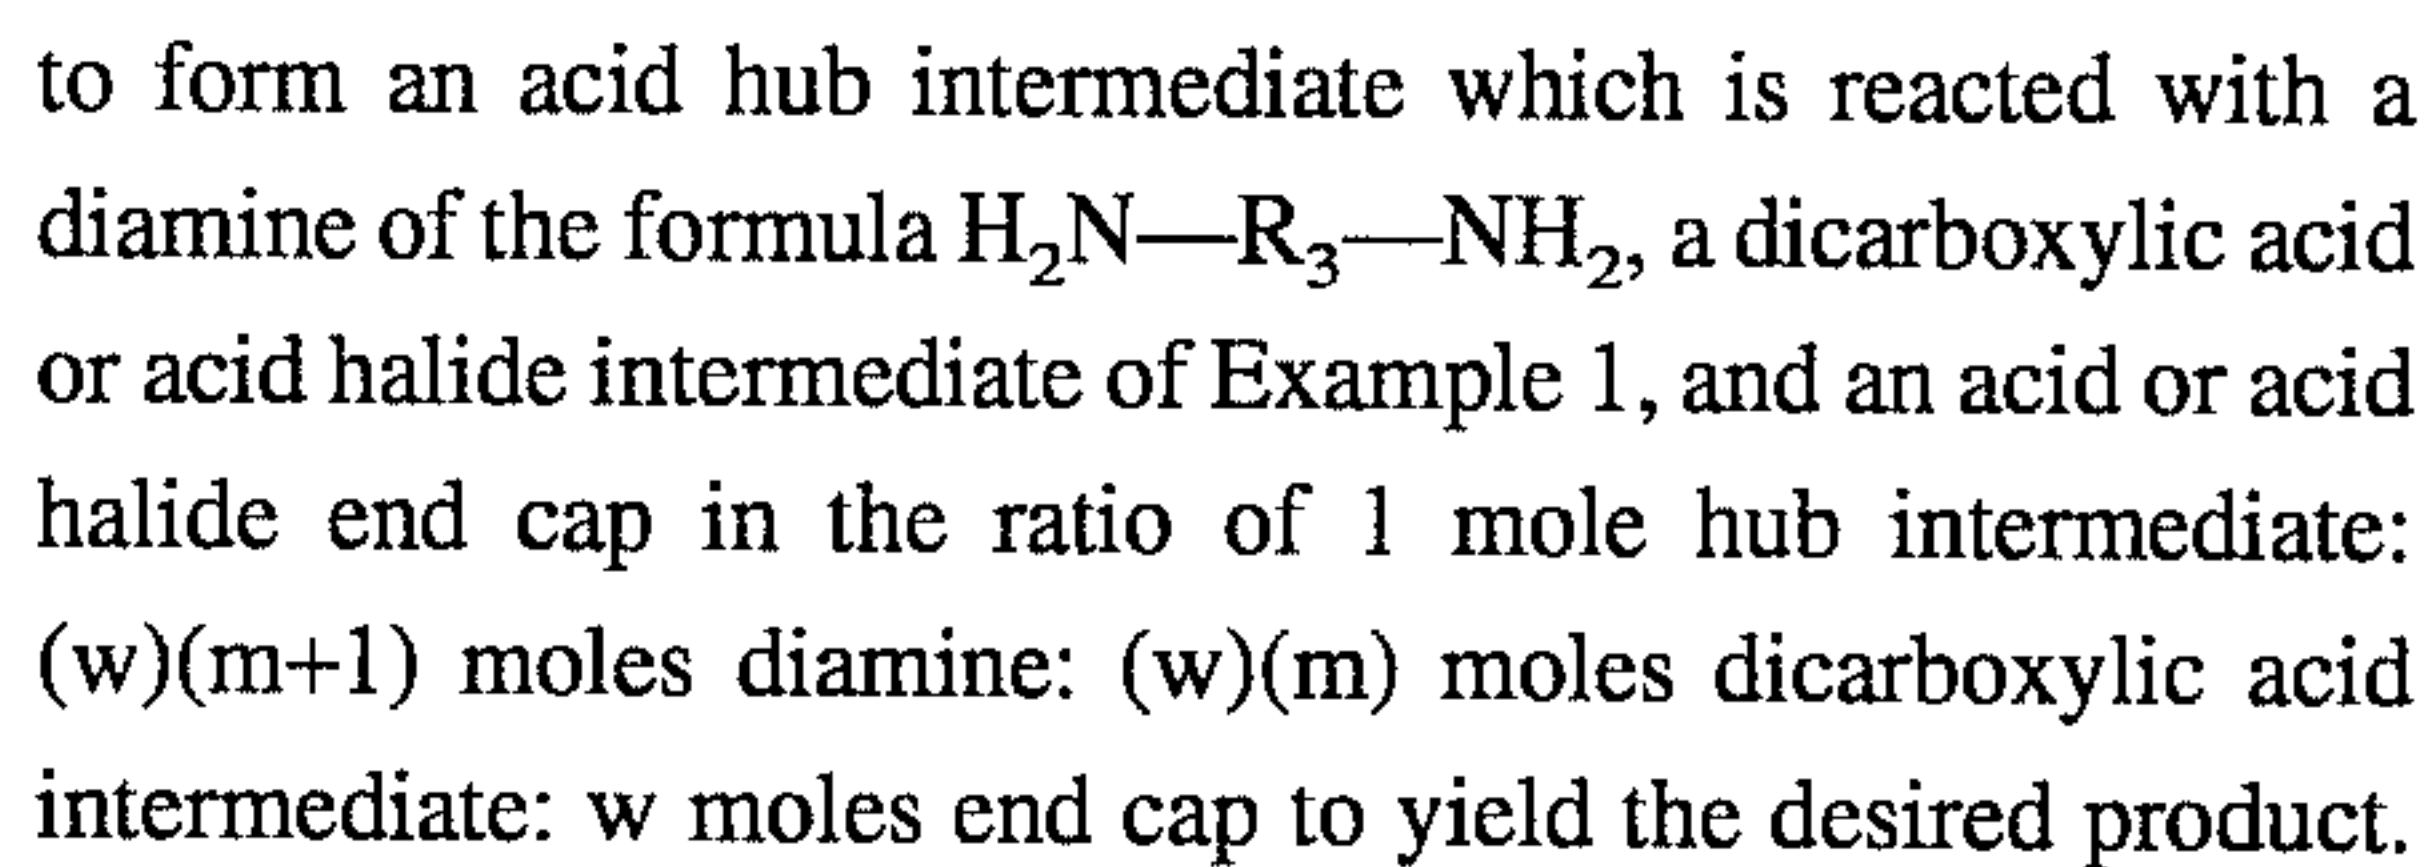 to form an acid hub intermediate which is reacted with a
diamine of the formula H₂N—R₃—NH₂, a dicarboxylic acid
or acid halide intermediate of Example 1, and an acid or acid
halide end cap in the ratio of 1 mole hub intermediate:
(w)(m+1) moles diamine: (w)(m) moles dicarboxylic acid
intermediate: w moles end cap to yield the desired product.